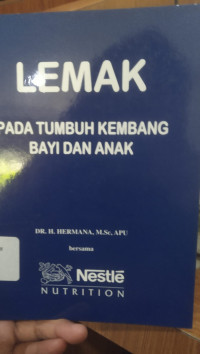 LEMAK
PADA TUMBUH KEMBANG
BAYI DAN ANAK
DR. H. HERMANA, M.Sc, APU
bersama
Nestlé
NUTRITION